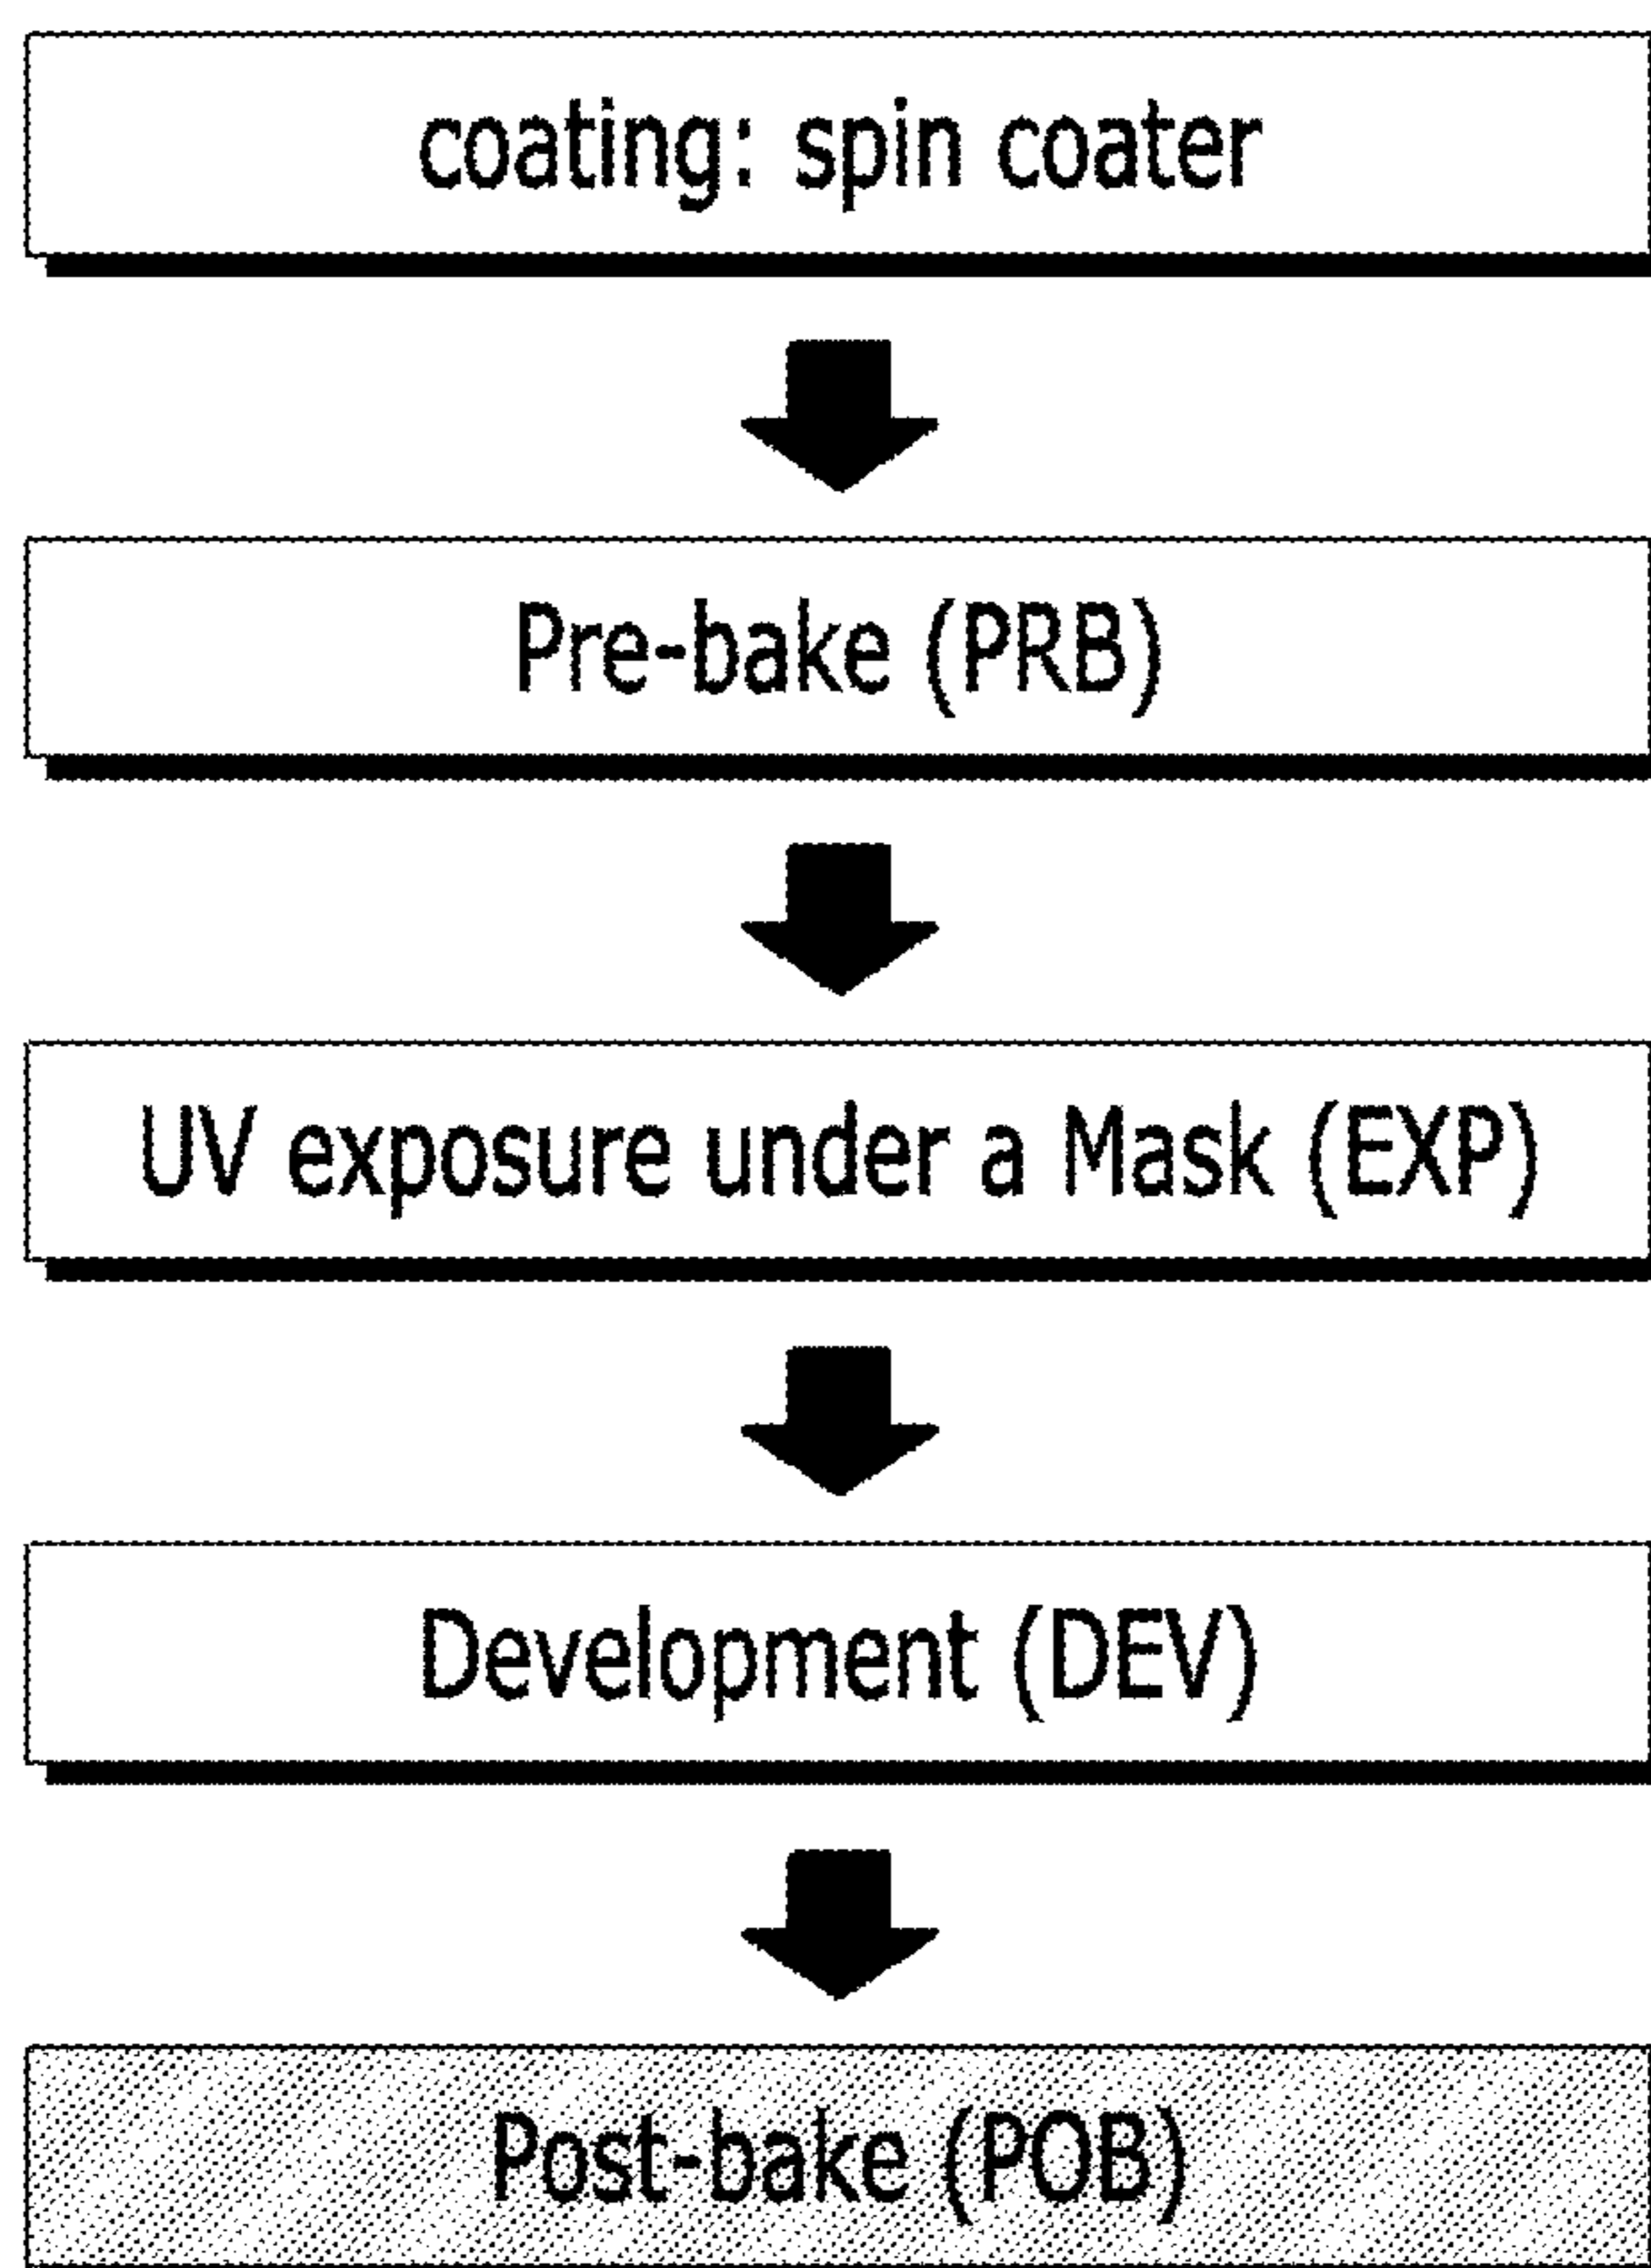 coating: spin coater
Pre-bake (PRB)
UV exposure under a Mask (EXP)
Development (DEV)
Post-bake (POB)